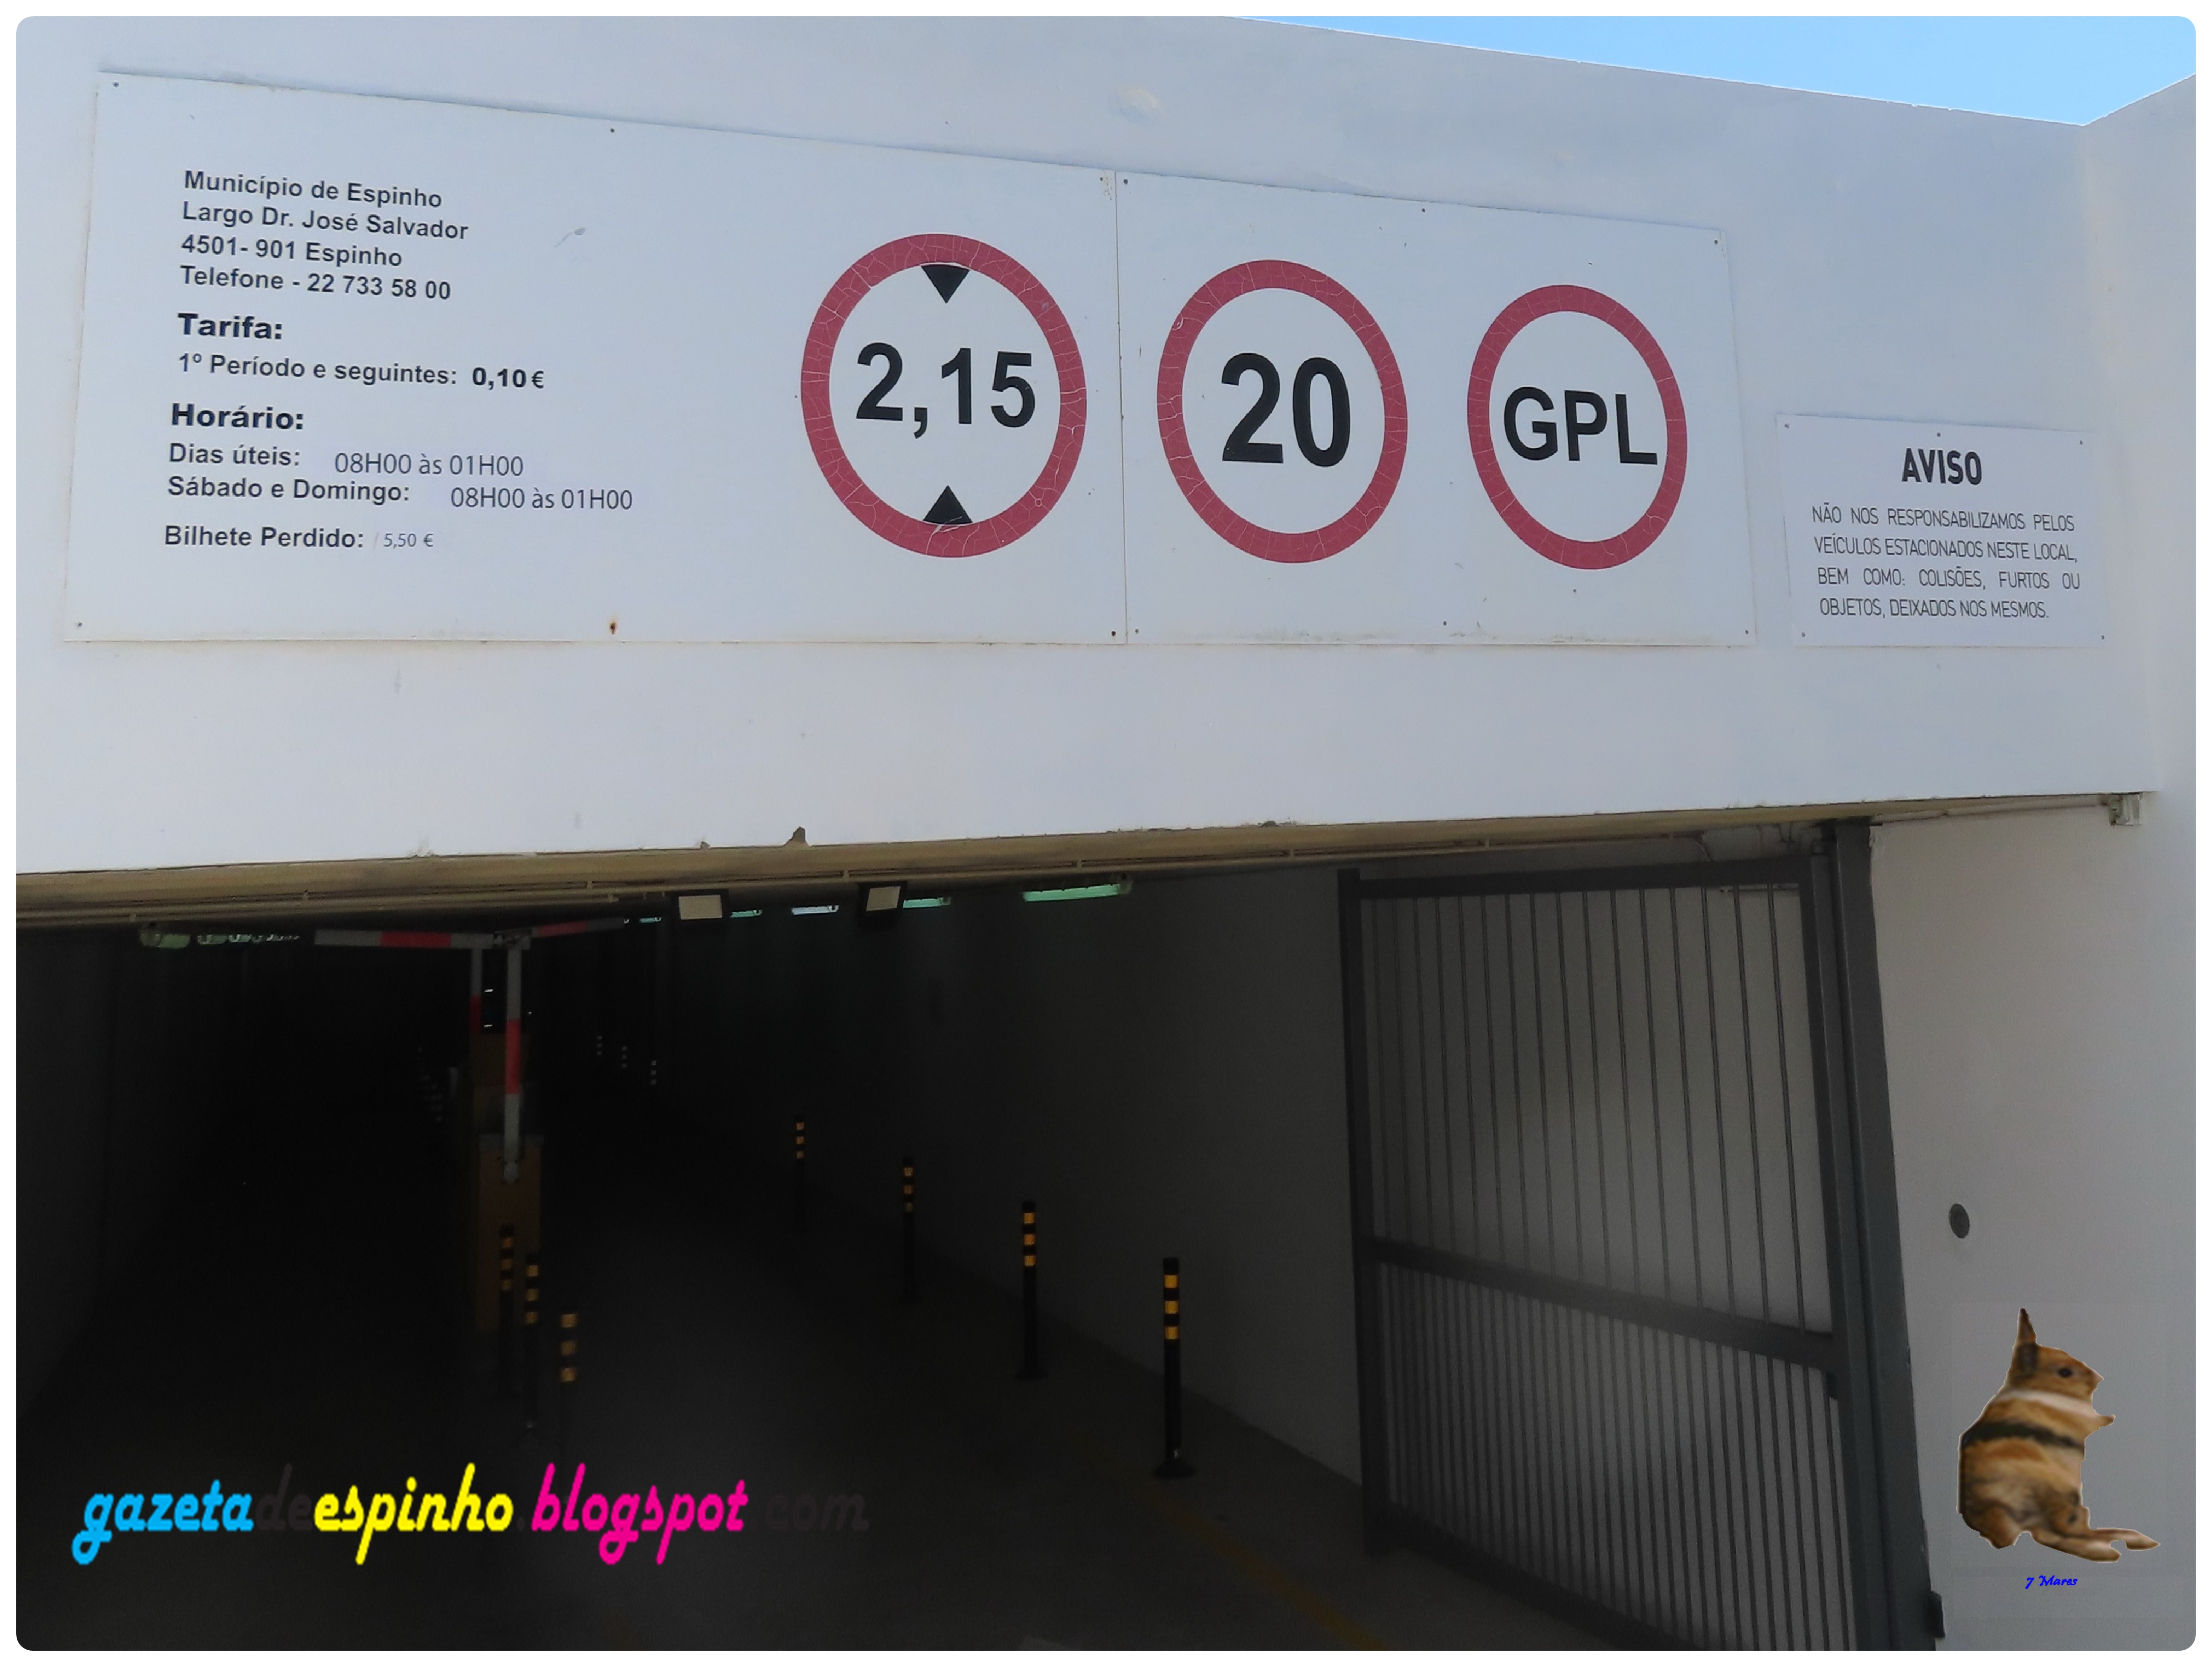 Município de Espinho
Largo Dr. José Salvador
4501- 901 Espinho
Telefone - 22 733 58 00
Tarifa:
1º Período e seguintes: 0,10 €
Horário:
Dias úteis: 08H00 às 01H00
Sábado e Domingo: 08H00 às 01H00
Bilhete Perdido: 5,50 €
2,15
20
GPL
AVISO
NÃO NOS RESPONSABILIZAMOS PELOS
VEÍCULOS ESTACIONADOS NESTE LOCAL,
BEM COMO: COLISÕES, FURTOS OU
OBJETOS, DEIXADOS NOS MESMOS.
gazetadeespinho.blogspot.com
7 Mares